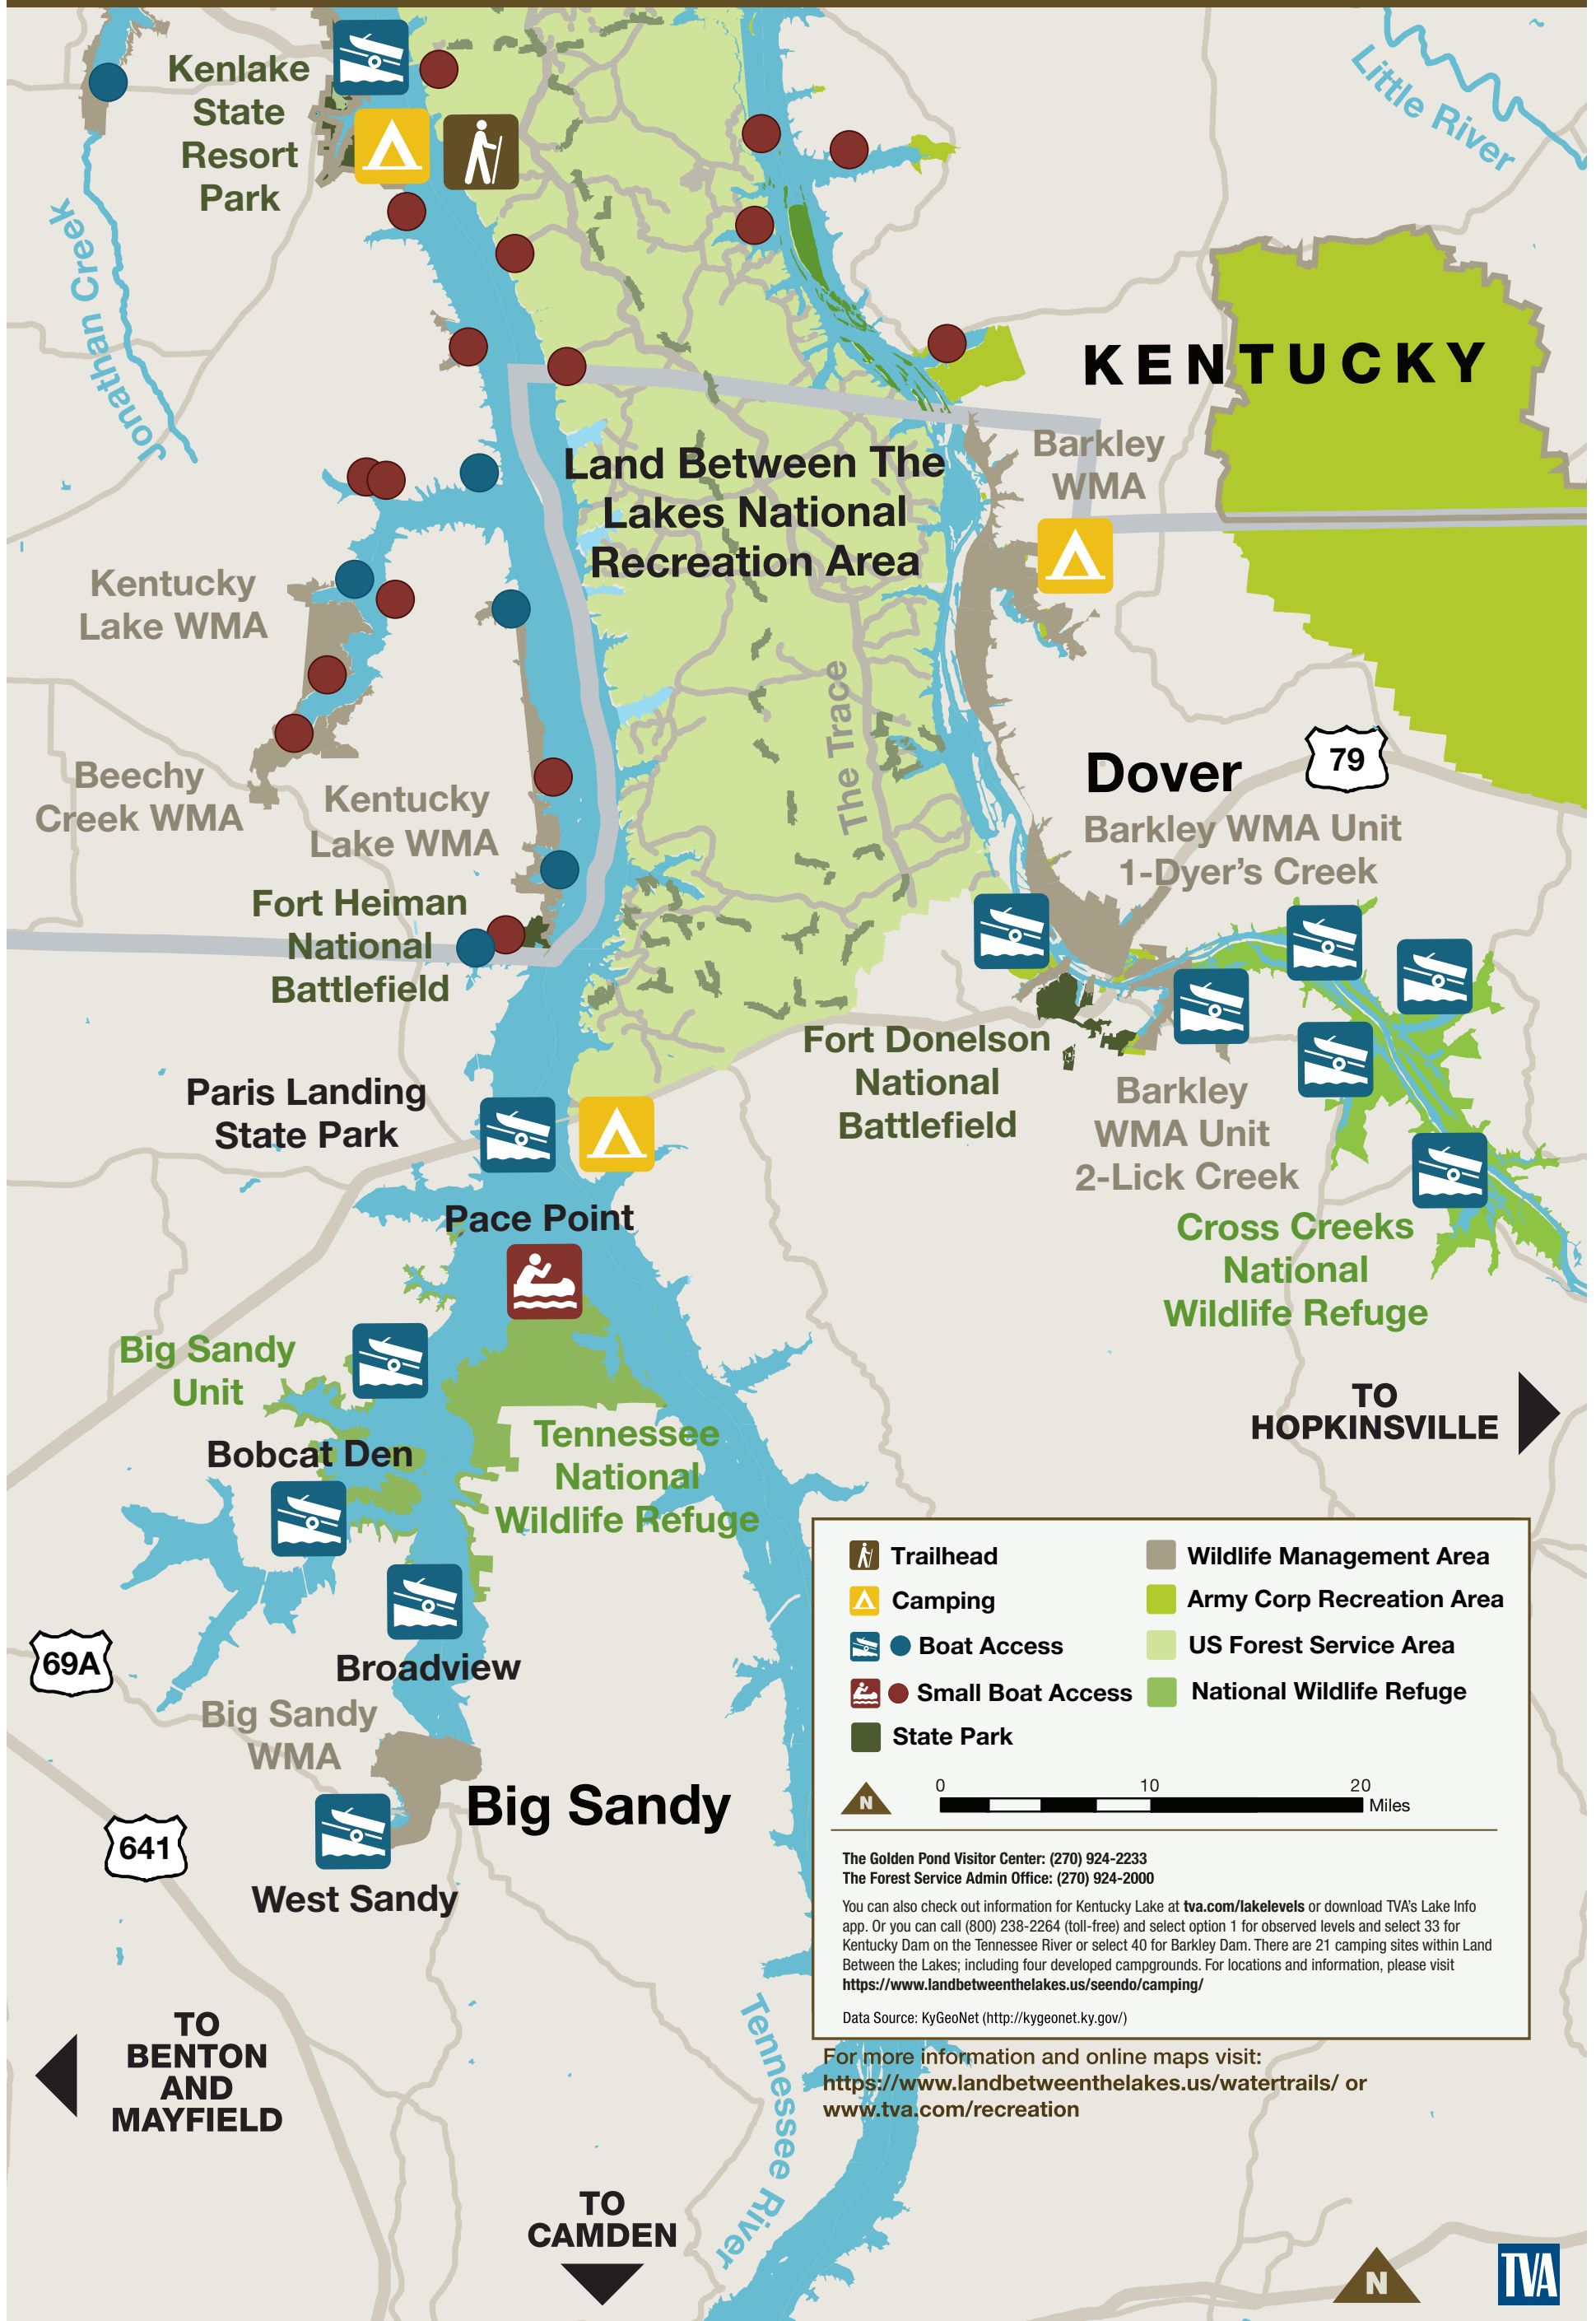 Kenlake
State
Resort
Park
Little River
Jonathan Creek
KENTUCKY
Barkley
WMA
Land Between The
Lakes National
Recreation Area
Kentucky
Lake WMA
The Trace
Beechy
Creek WMA
Kentucky
Lake WMA
Dover
79
Barkley WMA Unit
1-Dyer's Creek
Fort Heiman
National
Battlefield
Fort Donelson
National
Battlefield
Paris Landing
State Park
Barkley
WMA Unit
2-Lick Creek
Pace Point
Cross Creeks
National
Wildlife Refuge
Big Sandy
Unit
TO
HOPKINSVILLE
Bobcat Den
Tennessee
National
Wildlife Refuge
69A
Broadview
Big Sandy
WMA
Big Sandy
641
West Sandy
Trailhead
Camping
Boat Access
Small Boat Access
State Park
Wildlife Management Area
Army Corp Recreation Area
US Forest Service Area
National Wildlife Refuge
N
0 10 20
Miles
The Golden Pond Visitor Center: (270) 924-2233
The Forest Service Admin Office: (270) 924-2000
You can also check out information for Kentucky Lake at tva.com/lakelevels or download TVA's Lake Info
app. Or you can call (800) 238-2264 (toll-free) and select option 1 for observed levels and select 33 for
Kentucky Dam on the Tennessee River or select 40 for Barkley Dam. There are 21 camping sites within Land
Between the Lakes; including four developed campgrounds. For locations and information, please visit
https://www.landbetweenthelakes.us/seendo/camping/
Data Source: KyGeoNet (http://kygeonet.ky.gov/)
For more information and online maps visit:
https://www.landbetweenthelakes.us/watertrails/ or
www.tva.com/recreation
Tennessee River
TO
BENTON
AND
MAYFIELD
TO
CAMDEN
N
TVA